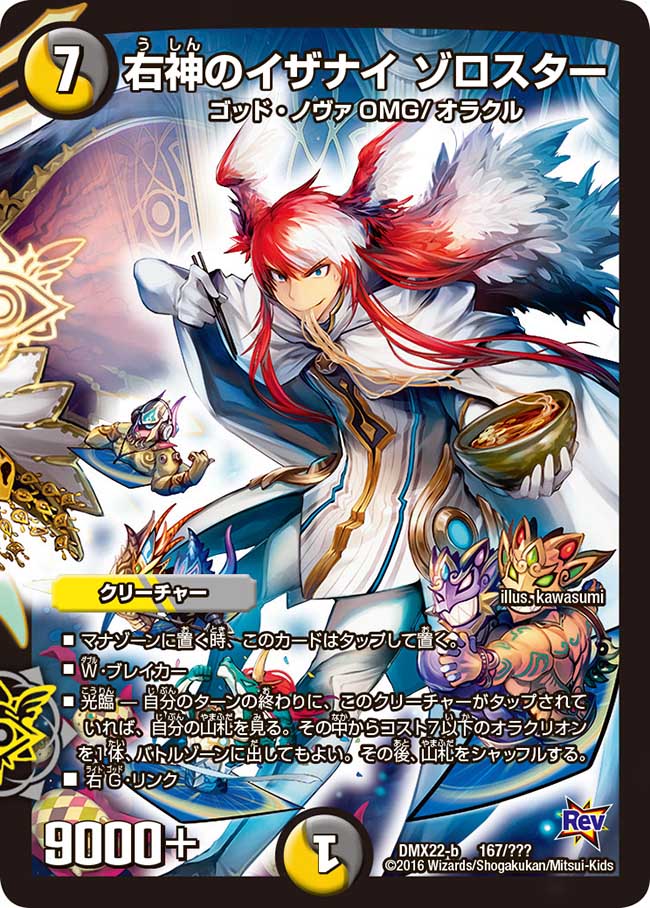 7
右神のイザナイ ゾロスター
うしん
ゴッド・ノヴァ OMG/オラクル
クリーチャー
illus. kawasumi
■ マナゾーンに置く時、このカードはタップして置く。
■ W・ブレイカー
■ 光臨 ― 自分のターンの終わりに、このクリーチャーがタップされて
いれば、自分の山札を見る。その中からコスト7以下のオラクリオン
を1体、バトルゾーンに出してもよい。その後、山札をシャッフルする。
■ 右G・リンク
9000+
1
DMX22-b 167/???
©2016 Wizards/Shogakukan/Mitsui-Kids
Rev